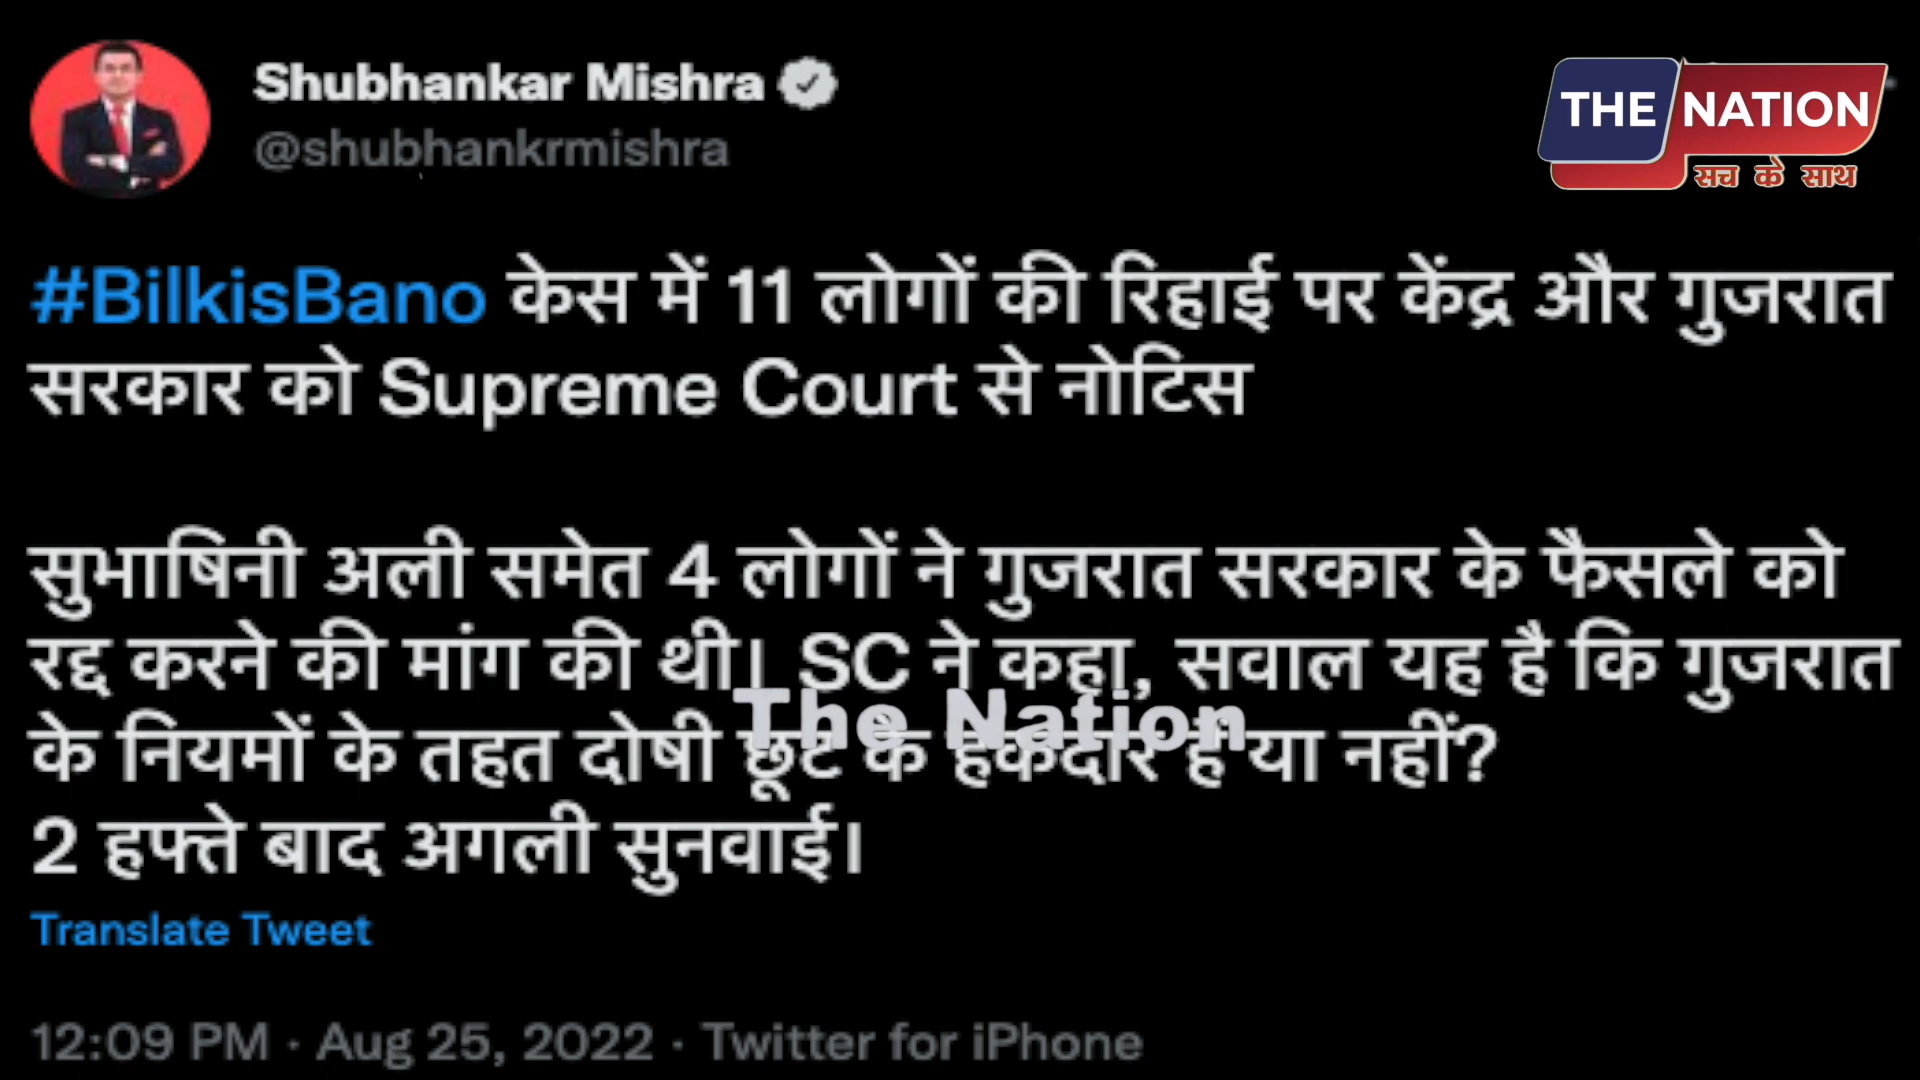 Shubhankar Mishra
@shubhankrmishra
THE NATION
सच के साथ
#BilkisBano केस में 11 लोगों की रिहाई पर केंद्र और गुजरात
सरकार को Supreme Court से नोटिस
सुभाषिनी अली समेत 4 लोगों ने गुजरात सरकार के फैसले को
रद्द करने की मांग की थी। SC ने कहा, सवाल यह है कि गुजरात
The Nation
के नियमों के तहत दोषी छूट के हकदार है या नहीं?
2 हफ्ते बाद अगली सुनवाई।
Translate Tweet
12:09 PM · Aug 25, 2022 · Twitter for iPhone